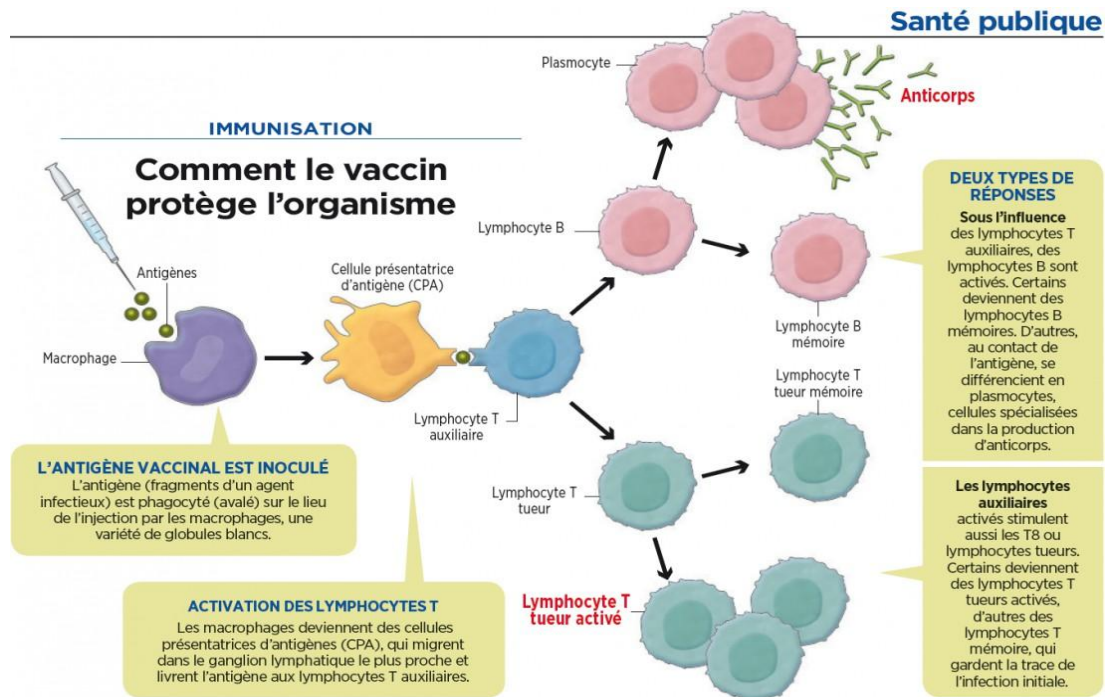 Santé publique
IMMUNISATION
Comment le vaccin
protège l'organisme
Plasmocyte
Anticorps
Antigènes
Macrophage
Cellule présentatrice
d'antigène (CPA)
Lymphocyte T
auxiliaire
Lymphocyte B
Lymphocyte B
mémoire
Lymphocyte T
tueur mémoire
Lymphocyte T
tueur
Lymphocyte T
tueur activé
L'ANTIGÈNE VACCINAL EST INOCULÉ
L'antigène (fragments d'un agent
infectieux) est phagocyté (avalé) sur le lieu
de l'injection par les macrophages, une
variété de globules blancs.
ACTIVATION DES LYMPHOCYTES T
Les macrophages deviennent des cellules
présentatrices d'antigènes (CPA), qui migrent
dans le ganglion lymphatique le plus proche et
livrent l'antigène aux lymphocytes T auxiliaires.
DEUX TYPES DE
RÉPONSES
Sous l'influence
des lymphocytes T
auxiliaires, des
lymphocytes B sont
activés. Certains
deviennent des
lymphocytes B
mémoires. D'autres,
au contact de
l'antigène, se
différencient en
plasmocytes,
cellules spécialisées
dans la production
d'anticorps.
Les lymphocytes
auxiliaires
activés stimulent
aussi les T8 ou
lymphocytes tueurs.
Certains deviennent
des lymphocytes T
tueurs activés,
d'autres des
lymphocytes T
mémoire, qui
gardent la trace de
l'infection initiale.